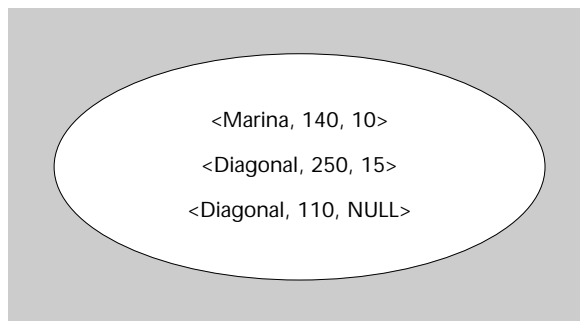 <Marina, 140, 10>
<Diagonal, 250, 15>
<Diagonal, 110, NULL>